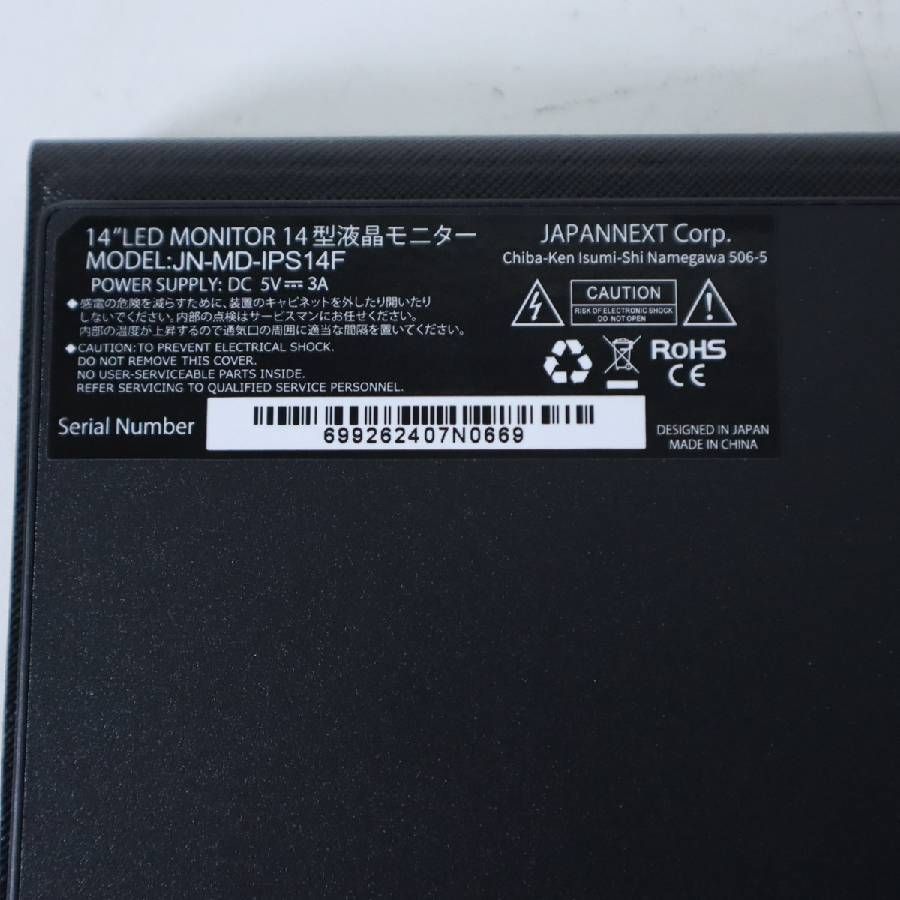 14"LED MONITOR 14型液晶モニター
MODEL:JN-MD-IPS14F
POWER SUPPLY: DC 5V⎓3A
●感電の危険を減らすために、装置のキャビネットを外したり開いたり
しないでください。内部の点検はサービスマンにお任せください。
内部の温度が上昇するので通気口の周囲に適当な間隔を置いてください。
●CAUTION:TO PREVENT ELECTRICAL SHOCK.
DO NOT REMOVE THIS COVER.
NO USER-SERVICEABLE PARTS INSIDE.
REFER SERVICING TO QUALIFIED SERVICE PERSONNEL.
JAPANNEXT Corp.
Chiba-Ken Isumi-Shi Namegawa 506-5
CAUTION
RISK OF ELECTRONIC SHOCK
DO NOT OPEN
RoHS
CE
Serial Number
699262407N0669
DESIGNED IN JAPAN
MADE IN CHINA